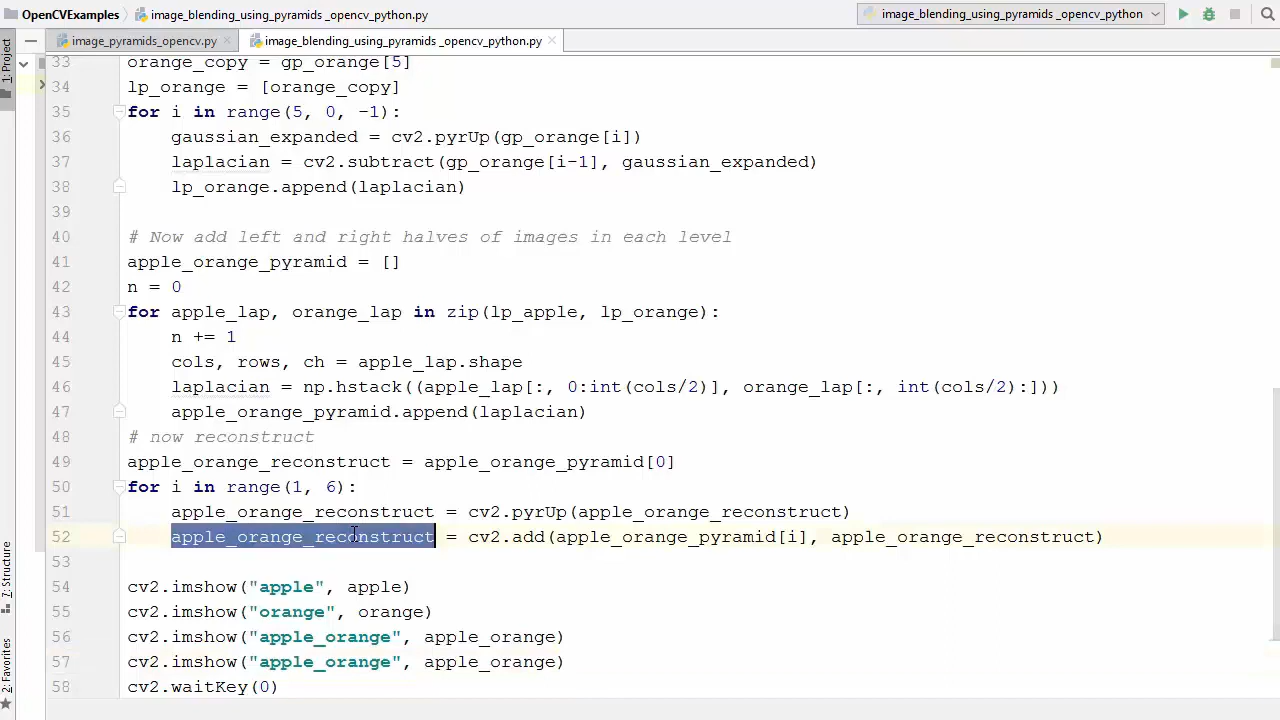 OpenCVExamples
image_blending_using_pyramids _opencv_python.py
image_blending_using_pyramids _opencv_python
image_pyramids_opencv.py
image_blending_using_pyramids _opencv_python.py
1: Project
7: Structure
2: Favorites
33 orange_copy = gp_orange[5]
34 lp_orange = [orange_copy]
35 for i in range(5, 0, -1):
36 gaussian_expanded = cv2.pyrUp(gp_orange[i])
37 laplacian = cv2.subtract(gp_orange[i-1], gaussian_expanded)
38 lp_orange.append(laplacian)
39
40 # Now add left and right halves of images in each level
41 apple_orange_pyramid = []
42 n = 0
43 for apple_lap, orange_lap in zip(lp_apple, lp_orange):
44 n += 1
45 cols, rows, ch = apple_lap.shape
46 laplacian = np.hstack((apple_lap[:, 0:int(cols/2)], orange_lap[:, int(cols/2):]))
47 apple_orange_pyramid.append(laplacian)
48 # now reconstruct
49 apple_orange_reconstruct = apple_orange_pyramid[0]
50 for i in range(1, 6):
51 apple_orange_reconstruct = cv2.pyrUp(apple_orange_reconstruct)
52 apple_orange_reconstruct = cv2.add(apple_orange_pyramid[i], apple_orange_reconstruct)
53
54 cv2.imshow("apple", apple)
55 cv2.imshow("orange", orange)
56 cv2.imshow("apple_orange", apple_orange)
57 cv2.imshow("apple_orange", apple_orange)
58 cv2.waitKey(0)